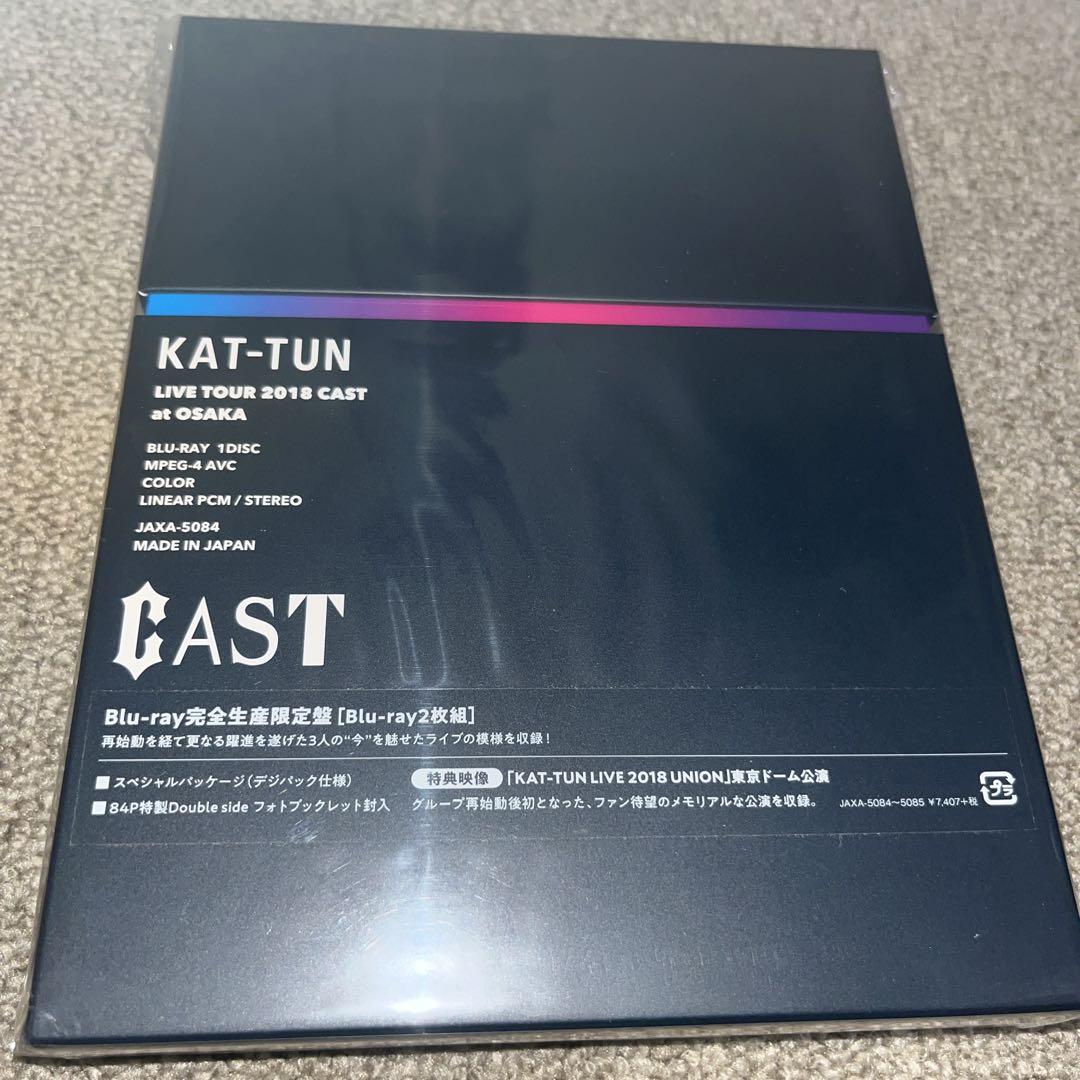 KAT-TUN
LIVE TOUR 2018 CAST
at OSAKA
BLU-RAY 1DISC
MPEG-4 AVC
COLOR
LINEAR PCM / STEREO
JAXA-5084
MADE IN JAPAN
CAST
Blu-ray完全生産限定盤[Blu-ray2枚組]
再始動を経て更なる躍進を遂げた3人の“今”を魅せたライブの模様を収録!
■ スペシャルパッケージ(デジパック仕様)
■ 84P特製Double side フォトブックレット封入
特典映像 「KAT-TUN LIVE 2018 UNION」東京ドーム公演
グループ再始動後初となった、ファン待望のメモリアルな公演を収録。
JAXA-5084~5085 ¥7,407+税
プラ